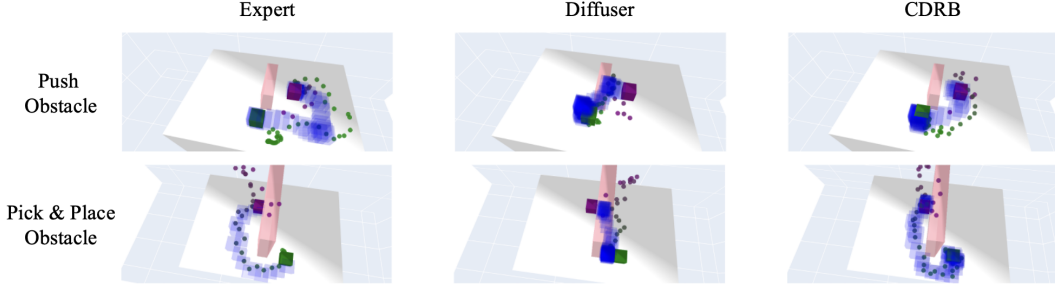 Expert
Diffuser
CDRB
Push
Obstacle
Pick & Place
Obstacle